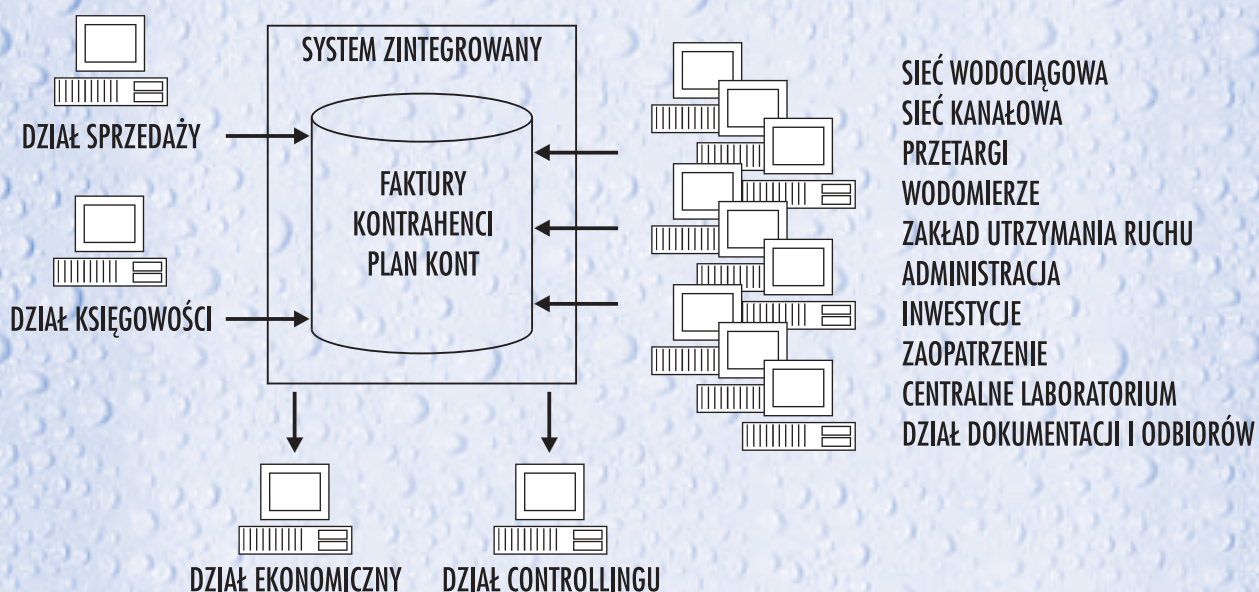 SYSTEM ZINTEGROWANY
DZIAŁ SPRZEDAŻY
DZIAŁ KSIĘGOWOŚCI
FAKTURY
KONTRAHENCI
PLAN KONT
SIEĆ WODOCIĄGOWA
SIEĆ KANAŁOWA
PRZETARGI
WODOMIERZE
ZAKŁAD UTRZYMANIA RUCHU
ADMINISTRACJA
INWESTYCJE
ZAOPATRZENIE
CENTRALNE LABORATORIUM
DZIAŁ DOKUMENTACJI I ODBIORÓW
DZIAŁ EKONOMICZNY
DZIAŁ CONTROLLINGU